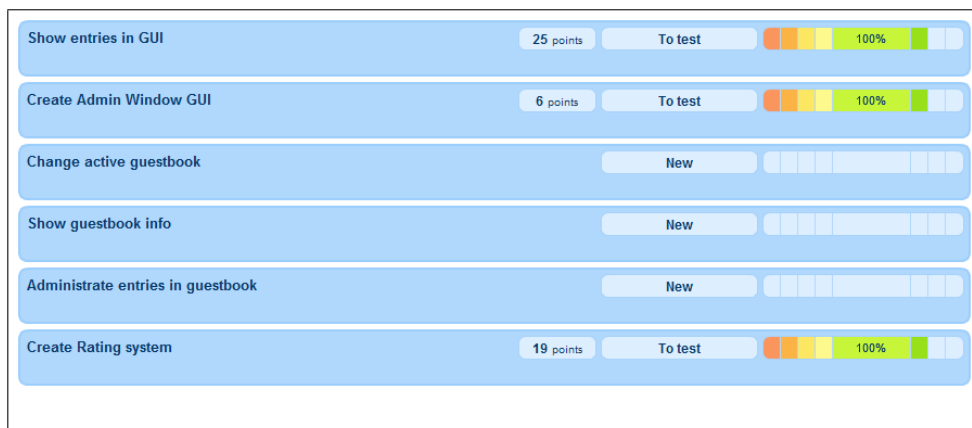 Show entries in GUI 25 points To test 100%
Create Admin Window GUI 6 points To test 100%
Change active guestbook New
Show guestbook info New
Administrate entries in guestbook New
Create Rating system 19 points To test 100%